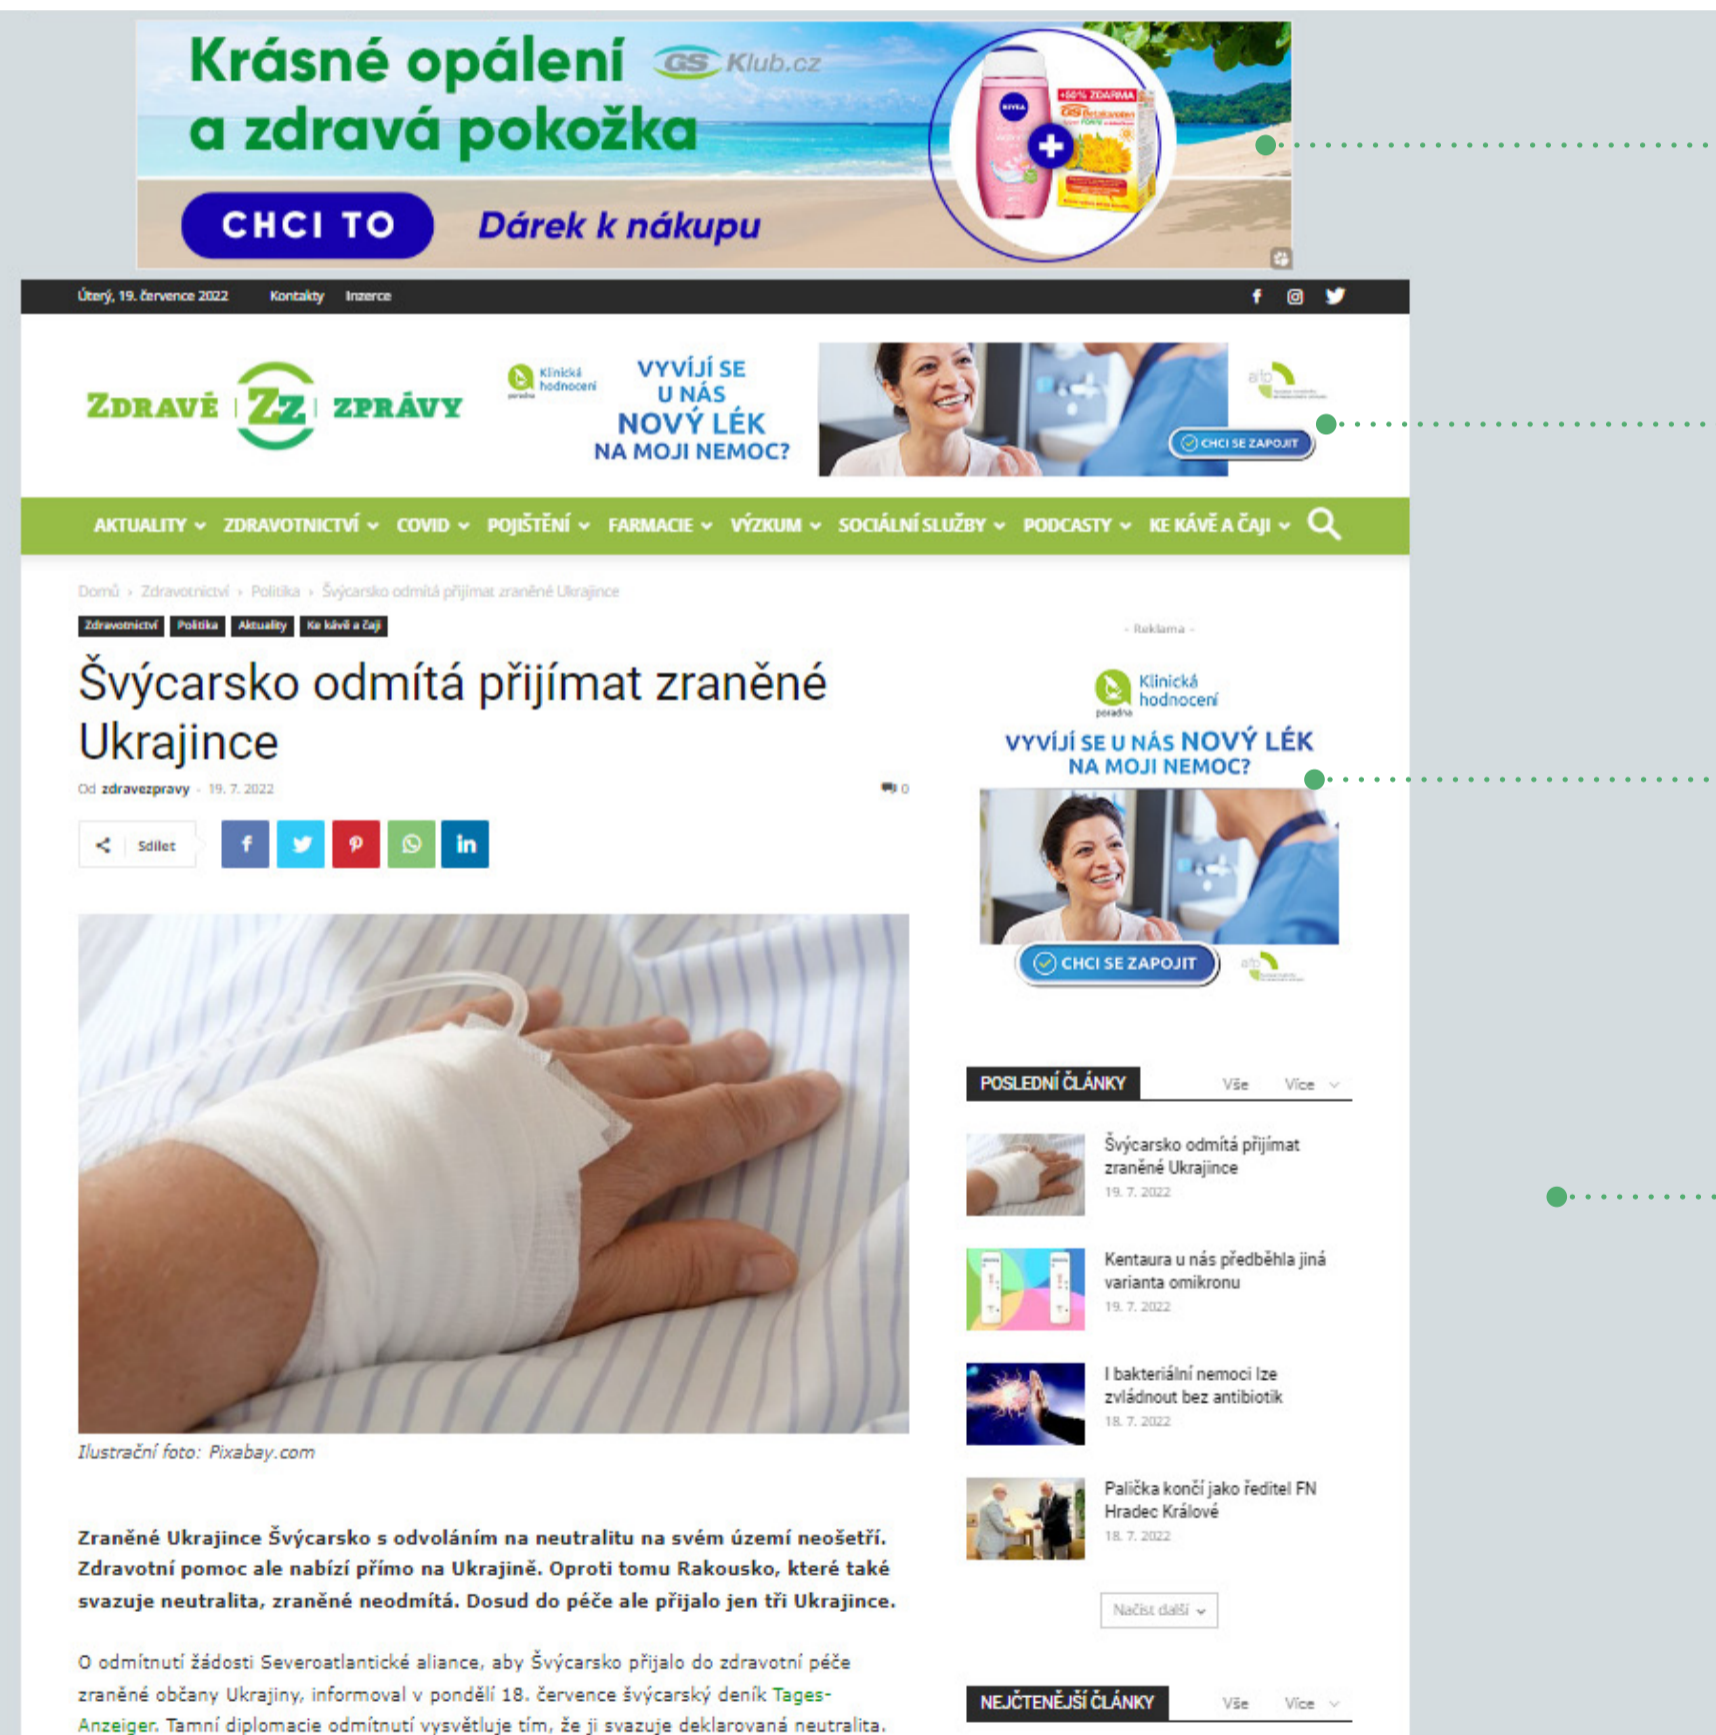 Krásné opálení
a zdravá pokožka
GS Klub.cz
CHCI TO
Dárek k nákupu
NIVEA
+60% ZDARMA
GS Betakaroten
Úterý, 19. července 2022 Kontakty Inzerce
ZDRAVÉ Zz ZPRÁVY
Klinická
hodnocení
poradna
VYVÍJÍ SE
U NÁS
NOVÝ LÉK
NA MOJI NEMOC?
aifp
CHCI SE ZAPOJIT
AKTUALITY ZDRAVOTNICTVÍ COVID POJIŠTĚNÍ FARMACIE VÝZKUM SOCIÁLNÍ SLUŽBY PODCASTY KE KÁVĚ A ČAJI
Domů › Zdravotnictví › Politika › Švýcarsko odmítá přijímat zraněné Ukrajince
Zdravotnictví Politika Aktuality Ke kávě a čaji
Švýcarsko odmítá přijímat zraněné
Ukrajince
Od zdravezpravy - 19. 7. 2022 0
Sdílet
Ilustrační foto: Pixabay.com
Zraněné Ukrajince Švýcarsko s odvoláním na neutralitu na svém území neošetří.
Zdravotní pomoc ale nabízí přímo na Ukrajině. Oproti tomu Rakousko, které také
svazuje neutralita, zraněné neodmítá. Dosud do péče ale přijalo jen tři Ukrajince.
O odmítnutí žádosti Severoatlantické aliance, aby Švýcarsko přijalo do zdravotní péče
zraněné občany Ukrajiny, informoval v pondělí 18. července švýcarský deník Tages-
Anzeiger. Tamní diplomacie odmítnutí vysvětluje tím, že ji svazuje deklarovaná neutralita.
- Reklama -
Klinická
hodnocení
poradna
VYVÍJÍ SE U NÁS NOVÝ LÉK
NA MOJI NEMOC?
CHCI SE ZAPOJIT
aifp
POSLEDNÍ ČLÁNKY Vše Více
Švýcarsko odmítá přijímat
zraněné Ukrajince
19. 7. 2022
Kentaura u nás předběhla jiná
varianta omikronu
19. 7. 2022
I bakteriální nemoci lze
zvládnout bez antibiotik
18. 7. 2022
Palička končí jako ředitel FN
Hradec Králové
18. 7. 2022
Načíst další
NEJČTENĚJŠÍ ČLÁNKY Vše Více